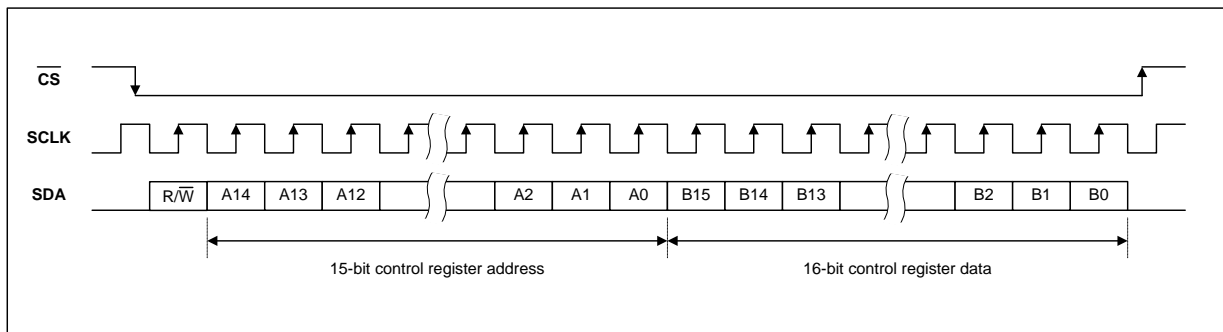 CS
SCLK
SDA R/W A14 A13 A12 A2 A1 A0 B15 B14 B13 B2 B1 B0
15-bit control register address 16-bit control register data